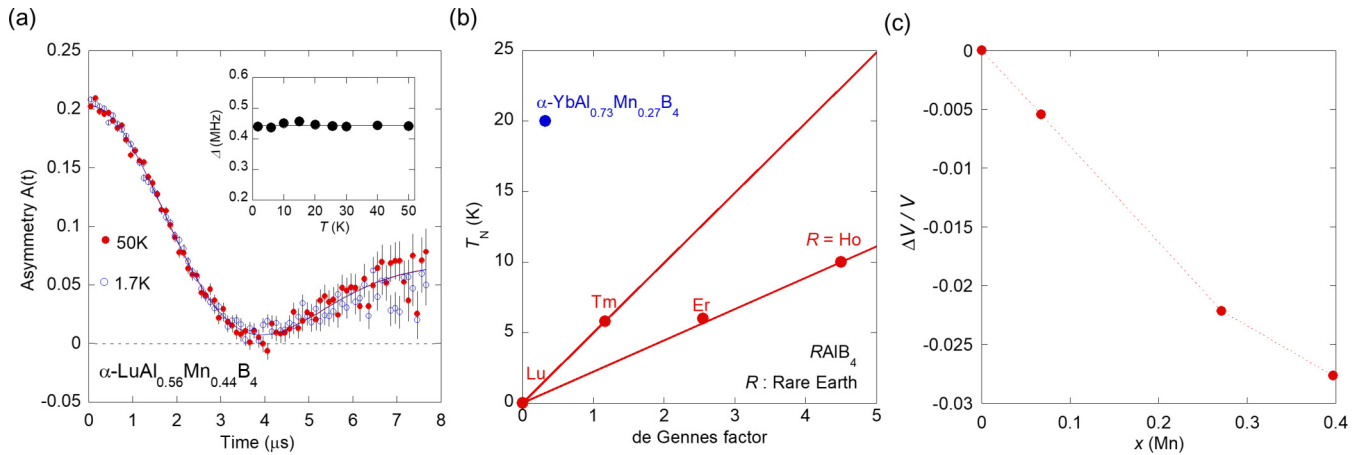 (a)
0.25
0.2
0.15
0.1
0.05
0
-0.05
Asymmetry A(t)
0.6
0.5
0.4
0.3
0.2
Δ (MHz)
0 10 20 30 40 50
T (K)
50K
1.7K
α-LuAl0.56Mn0.44B4
0 1 2 3 4 5 6 7 8
Time (μs)
(b)
25
20
15
10
5
0
TN (K)
α-YbAl0.73Mn0.27B4
R = Ho
Tm
Er
Lu
RAlB4
R : Rare Earth
0 1 2 3 4 5
de Gennes factor
(c)
0
-0.005
-0.01
-0.015
-0.02
-0.025
-0.03
ΔV / V
0 0.1 0.2 0.3 0.4
x (Mn)